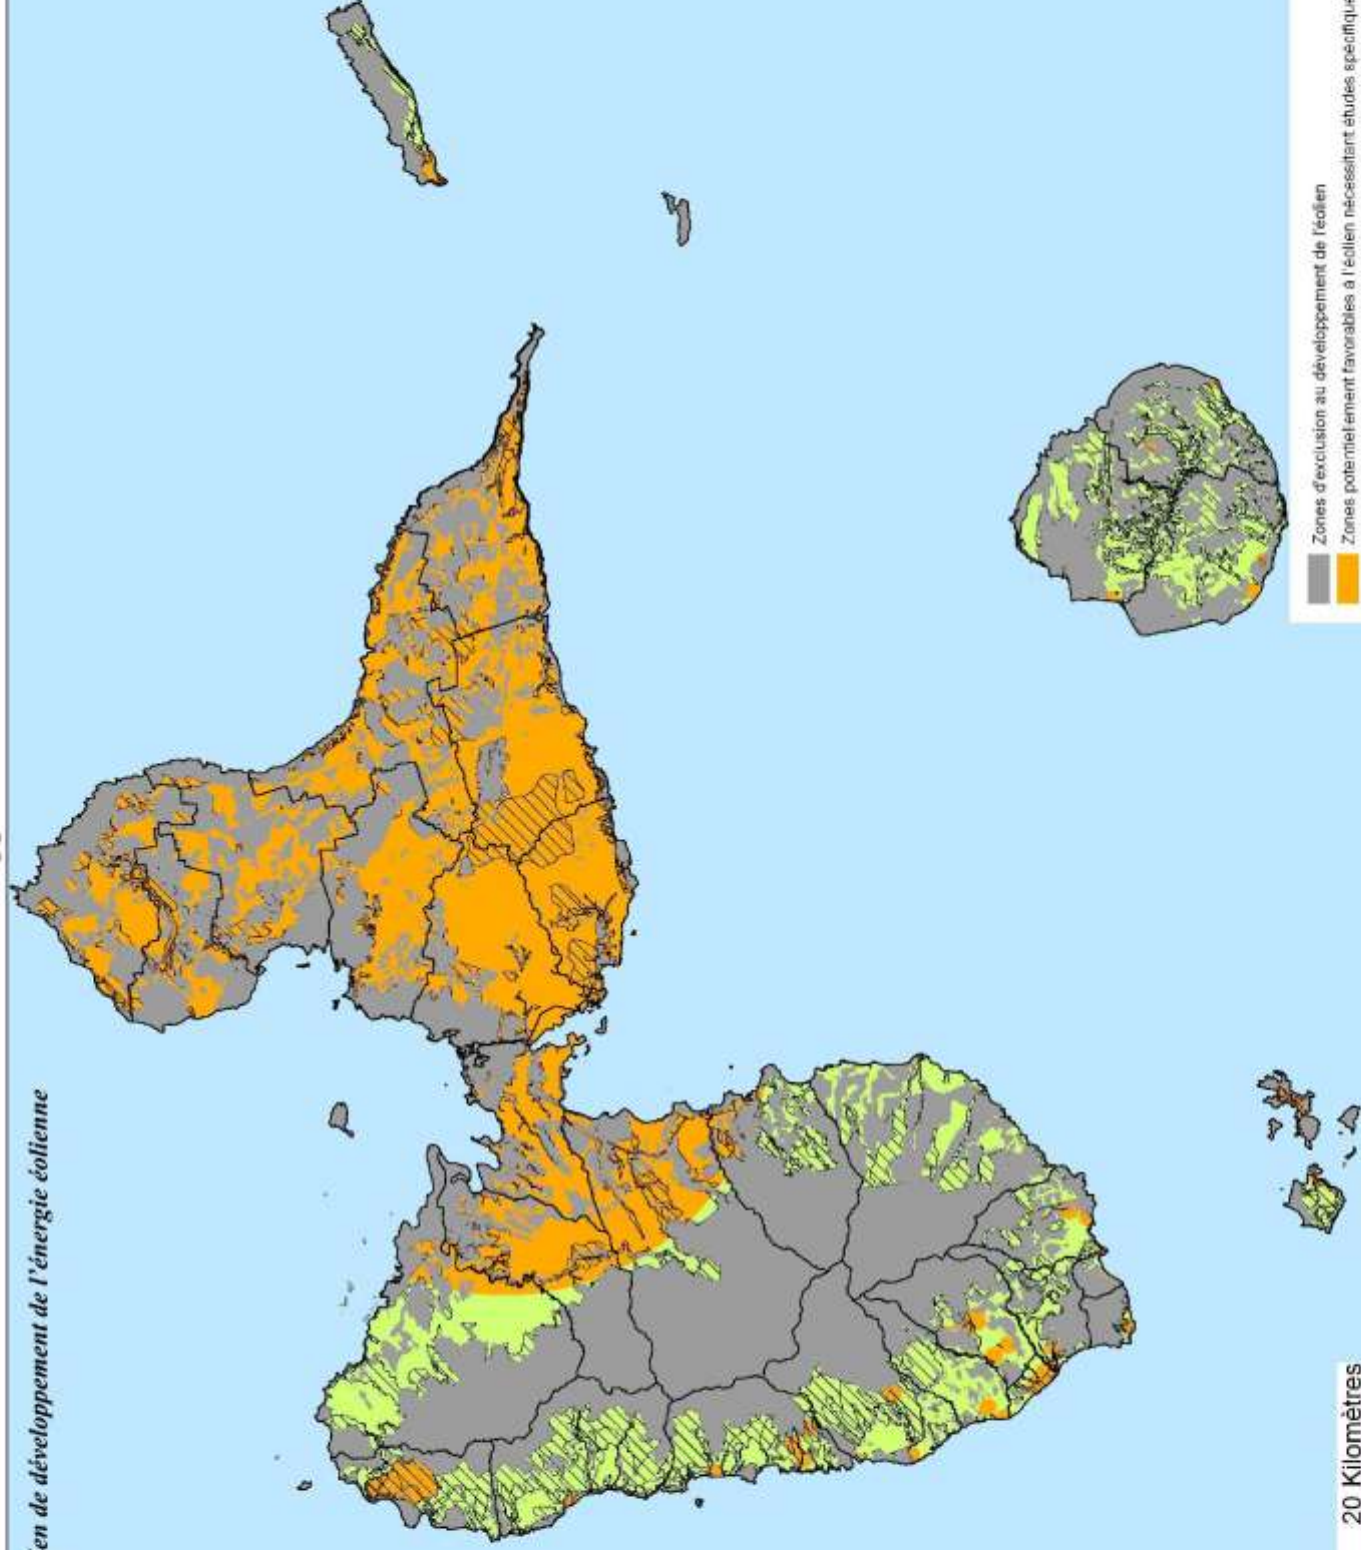 en de développement de l'énergie éolienne
Zones d'exclusion au développement de l'éolien
Zones potentiellement favorables à l'éolien nécessitant études spécifique
20 Kilomètres